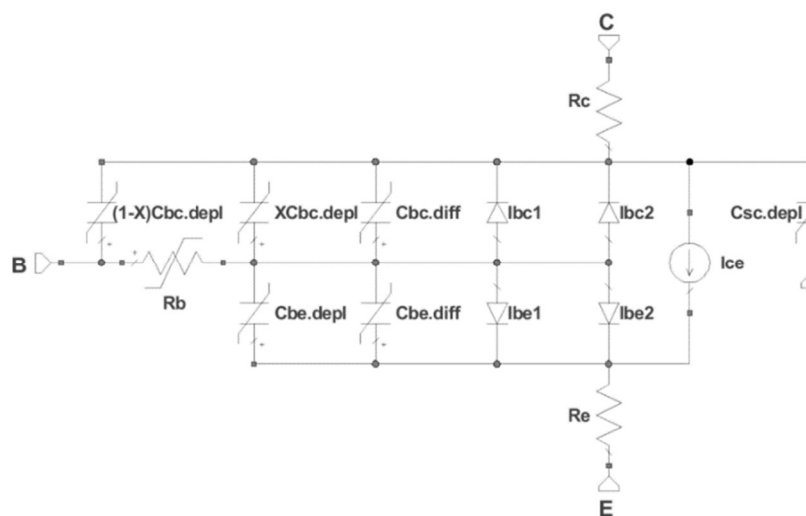 C
Rc
(1-X)Cbc.depl XCbc.depl Cbc.diff Ibc1 Ibc2 Csc.depl
B
Rb
Ice
Cbe.depl Cbe.diff Ibe1 Ibe2
Re
E